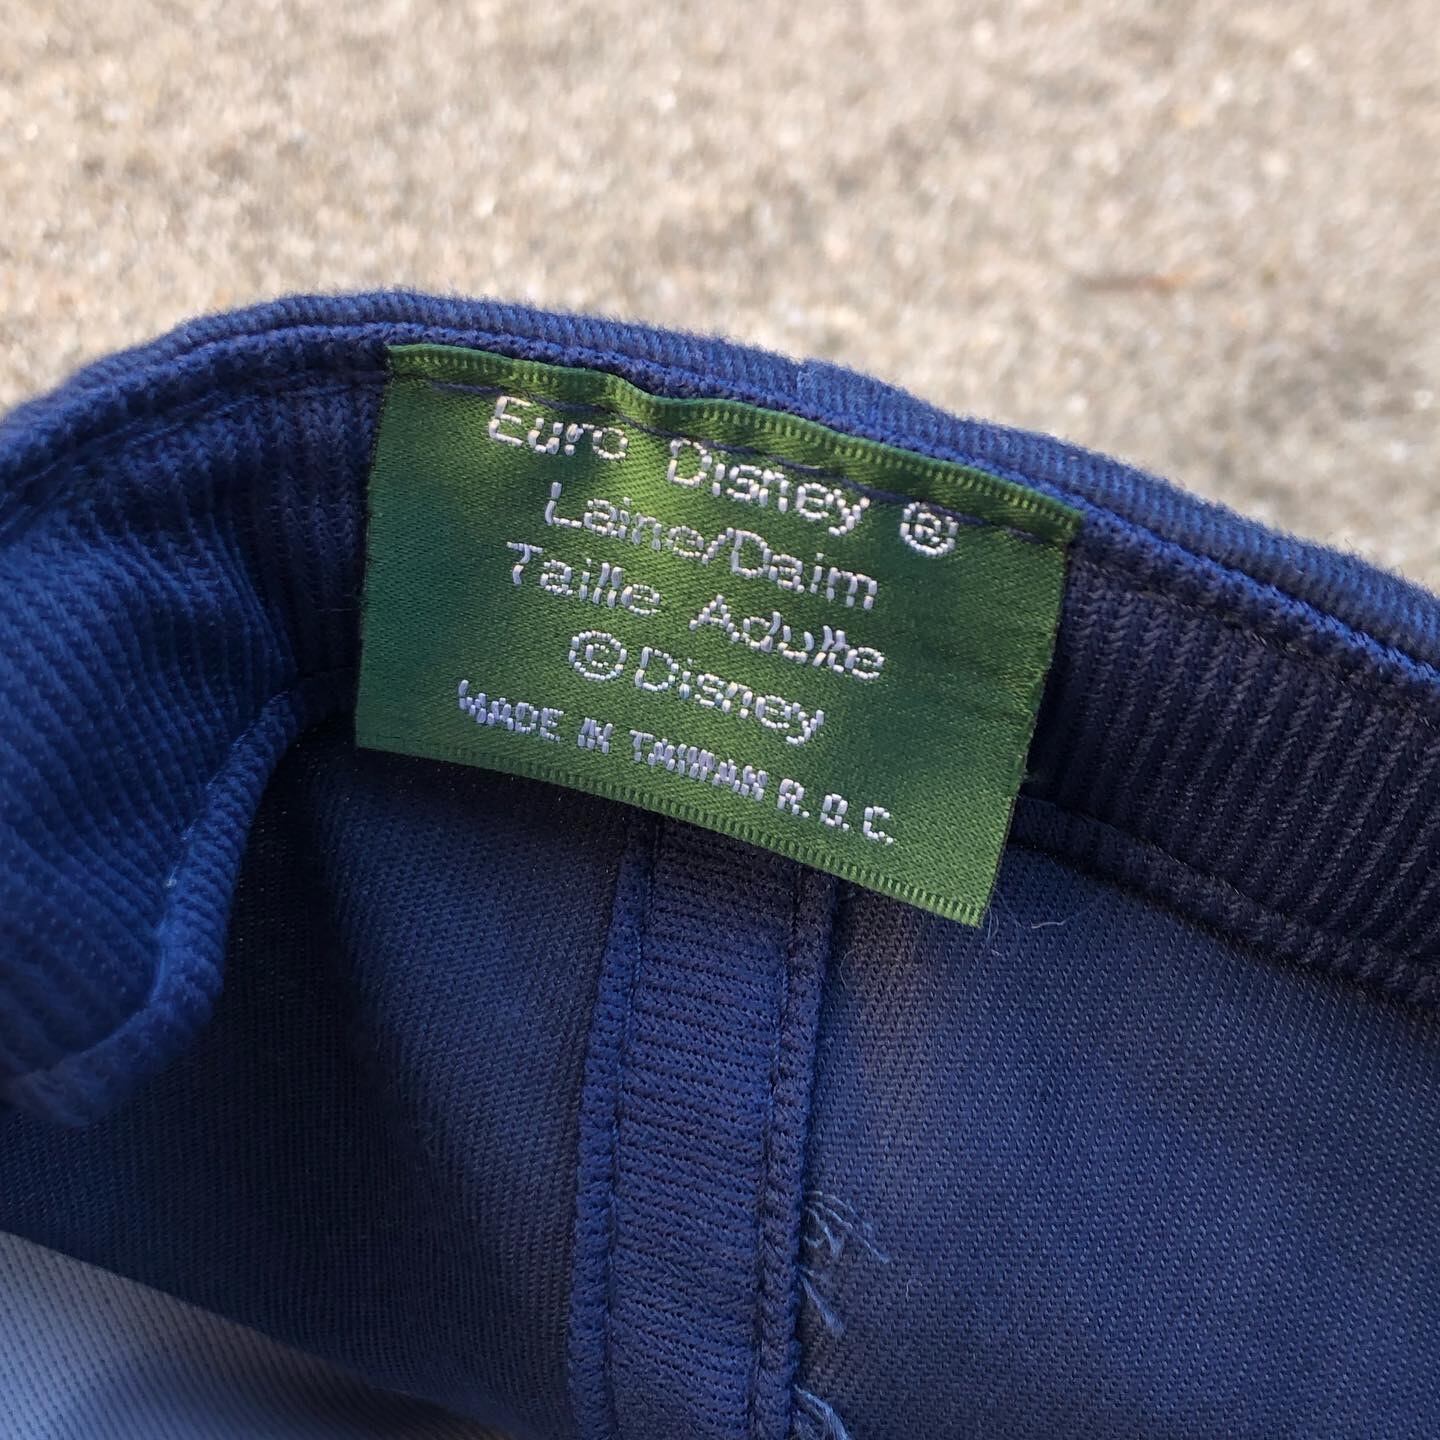 Euro Disney ®
Laine/Daim
Taille Adulte
©Disney
MADE IN TAIWAN R.O.C.